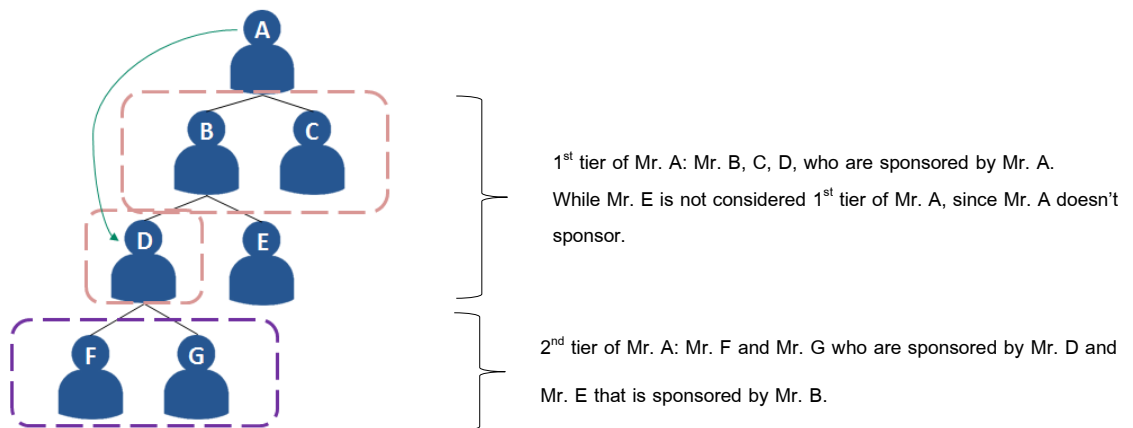 A
B
C
1st tier of Mr. A: Mr. B, C, D, who are sponsored by Mr. A.
While Mr. E is not considered 1st tier of Mr. A, since Mr. A doesn't
sponsor.
D
E
F
G
2nd tier of Mr. A: Mr. F and Mr. G who are sponsored by Mr. D and
Mr. E that is sponsored by Mr. B.